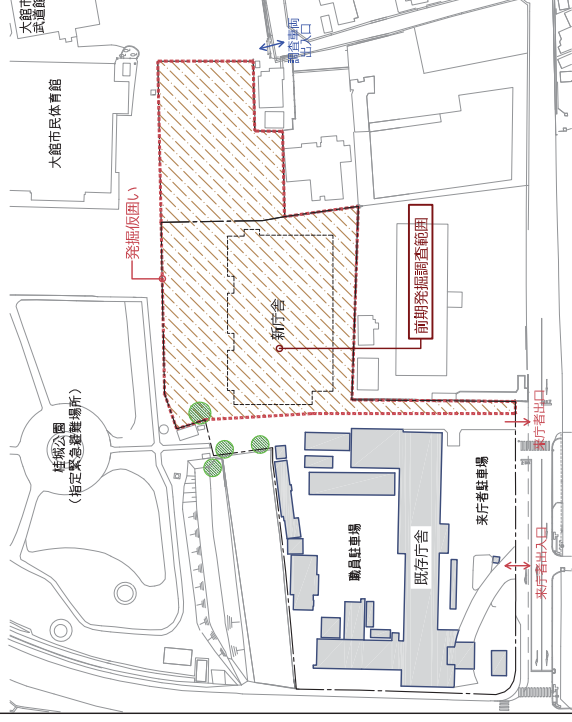 大館市
武道館
大館市民体育館
調査車両
出入口
発掘仮囲い
桂城公園
（指定緊急避難場所）
新庁舎
前期発掘調査範囲
来庁者出口
来庁者駐車場
職員駐車場
既存庁舎
来庁者出入口